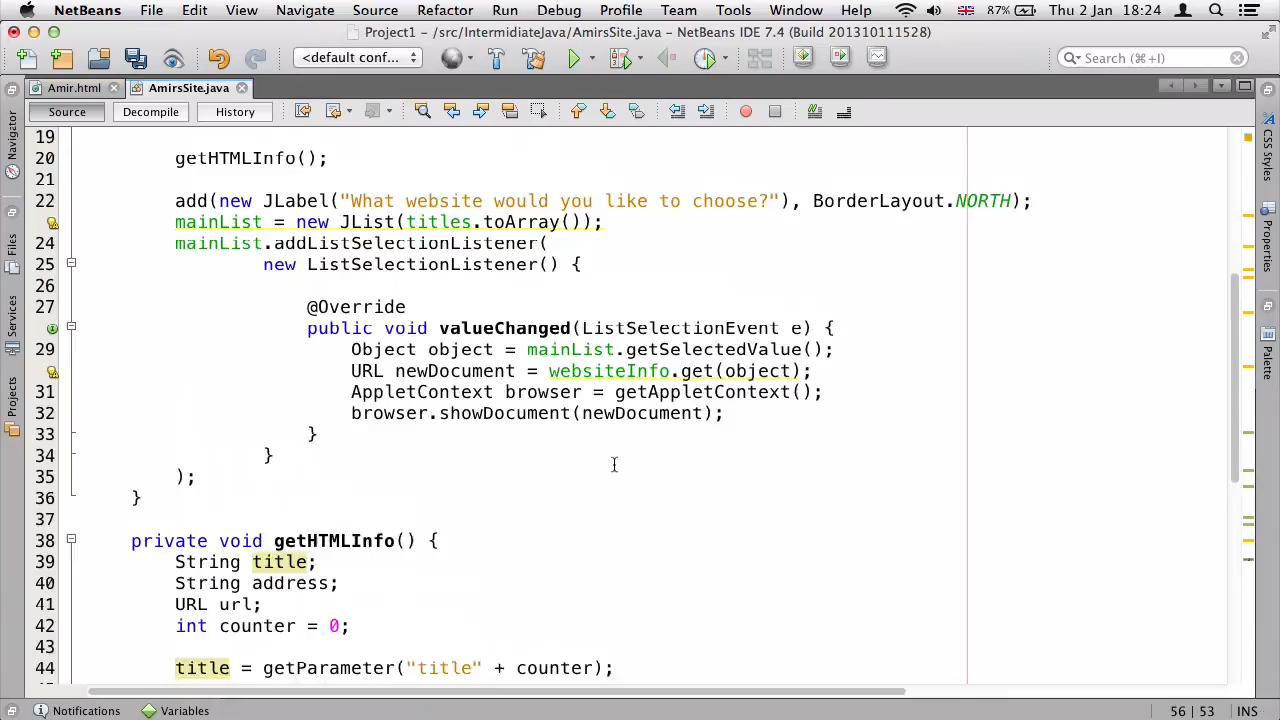 NetBeans File Edit View Navigate Source Refactor Run Debug Profile Team Tools Window Help 87% Thu 2 Jan 18:24
Project1 – /src/IntermidiateJava/AmirsSite.java – NetBeans IDE 7.4 (Build 201310111528)
<default conf... Search (⌘+I)
Amir.html AmirsSite.java
Source Decompile History
Navigator
Files
Services
Projects
CSS Styles
Properties
Palette
19
20 getHTMLInfo();
21
22 add(new JLabel("What website would you like to choose?"), BorderLayout.NORTH);
mainList = new JList(titles.toArray());
24 mainList.addListSelectionListener(
25 new ListSelectionListener() {
26
27 @Override
public void valueChanged(ListSelectionEvent e) {
29 Object object = mainList.getSelectedValue();
URL newDocument = websiteInfo.get(object);
31 AppletContext browser = getAppletContext();
32 browser.showDocument(newDocument);
33 }
34 }
35 );
36 }
37
38 private void getHTMLInfo() {
39 String title;
40 String address;
41 URL url;
42 int counter = 0;
43
44 title = getParameter("title" + counter);
Notifications Variables 56 | 53 INS